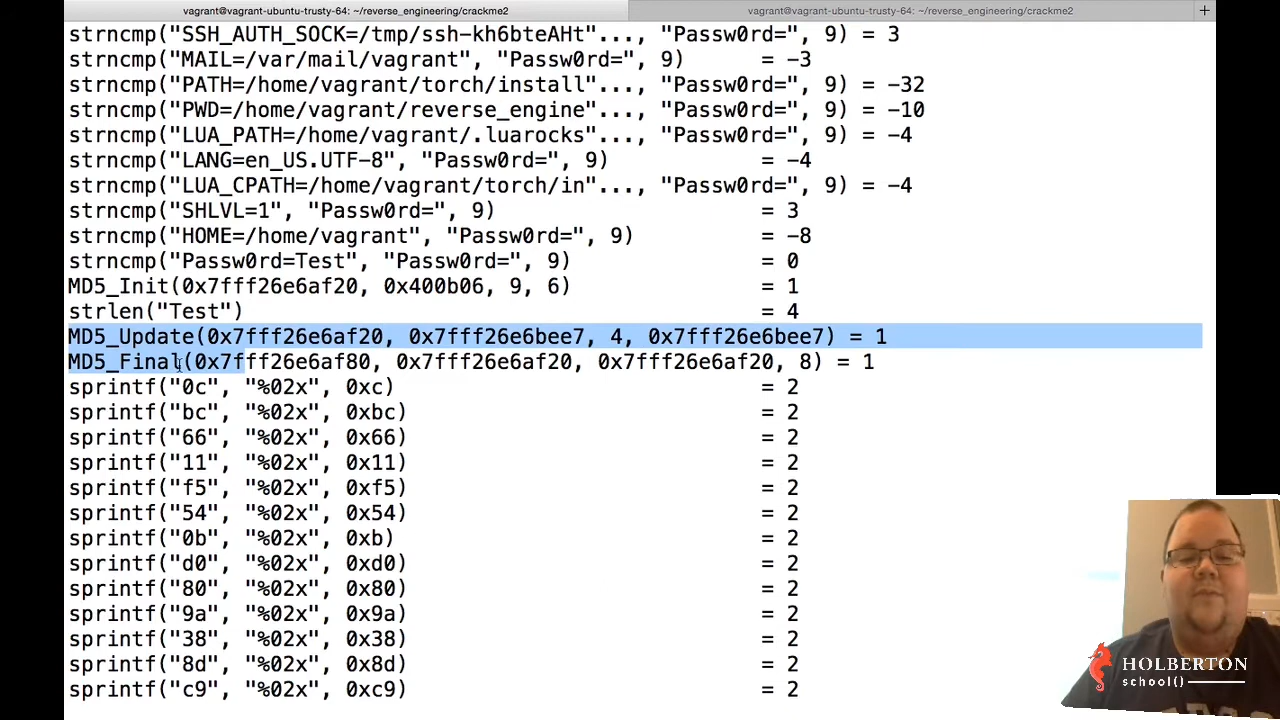 vagrant@vagrant-ubuntu-trusty-64: ~/reverse_engineering/crackme2
vagrant@vagrant-ubuntu-trusty-64: ~/reverse_engineering/crackme2
strncmp("SSH_AUTH_SOCK=/tmp/ssh-kh6bteAHt"..., "Passw0rd=", 9) = 3
strncmp("MAIL=/var/mail/vagrant", "Passw0rd=", 9) = -3
strncmp("PATH=/home/vagrant/torch/install"..., "Passw0rd=", 9) = -32
strncmp("PWD=/home/vagrant/reverse_engine"..., "Passw0rd=", 9) = -10
strncmp("LUA_PATH=/home/vagrant/.luarocks"..., "Passw0rd=", 9) = -4
strncmp("LANG=en_US.UTF-8", "Passw0rd=", 9) = -4
strncmp("LUA_CPATH=/home/vagrant/torch/in"..., "Passw0rd=", 9) = -4
strncmp("SHLVL=1", "Passw0rd=", 9) = 3
strncmp("HOME=/home/vagrant", "Passw0rd=", 9) = -8
strncmp("Passw0rd=Test", "Passw0rd=", 9) = 0
MD5_Init(0x7fff26e6af20, 0x400b06, 9, 6) = 1
strlen("Test") = 4
MD5_Update(0x7fff26e6af20, 0x7fff26e6bee7, 4, 0x7fff26e6bee7) = 1
MD5_Final(0x7fff26e6af80, 0x7fff26e6af20, 0x7fff26e6af20, 8) = 1
sprintf("0c", "%02x", 0xc) = 2
sprintf("bc", "%02x", 0xbc) = 2
sprintf("66", "%02x", 0x66) = 2
sprintf("11", "%02x", 0x11) = 2
sprintf("f5", "%02x", 0xf5) = 2
sprintf("54", "%02x", 0x54) = 2
sprintf("0b", "%02x", 0xb) = 2
sprintf("d0", "%02x", 0xd0) = 2
sprintf("80", "%02x", 0x80) = 2
sprintf("9a", "%02x", 0x9a) = 2
sprintf("38", "%02x", 0x38) = 2
sprintf("8d", "%02x", 0x8d) = 2
sprintf("c9", "%02x", 0xc9) = 2
HOLBERTON
school()